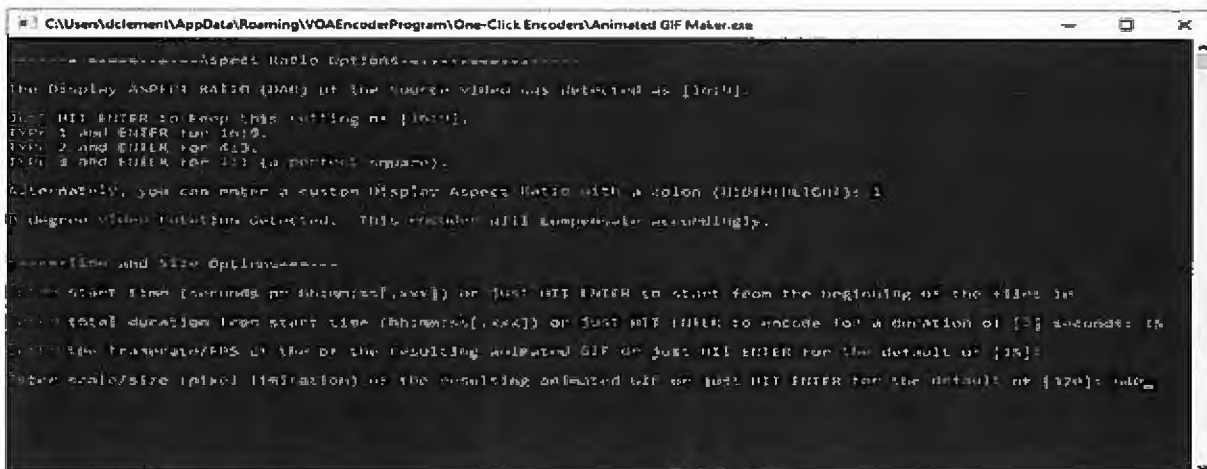 C:\Users\dclement\AppData\Roaming\VOAEncoderProgram\One-Click Encoders\Animated GIF Maker.exe
Aspect Ratio Options
The Display ASPECT RATIO (DAR) of the source video was detected as [16:9].
Just HIT ENTER to keep this setting of [16:9].
TYPE 1 and ENTER for 16:9.
TYPE 2 and ENTER for 4:3.
TYPE 3 and ENTER for 1:1 (a perfect square).
Alternately, you can enter a custom Display Aspect Ratio with a colon (WIDTH:HEIGHT): 1
0 degree video rotation detected. This encoder will compensate accordingly.
Time and Size Options
start time (seconds or hh:mm:ss[.xxx]) or just HIT ENTER to start from the beginning of the file:
total duration from start time (hh:mm:ss[.xxx]) or just HIT ENTER to encode for a duration of seconds:
the framerate/FPS of the resulting animated GIF or just HIT ENTER for the default of [15]:
Enter scale/size (pixel limitation) of the resulting animated GIF or just HIT ENTER for the default of [320]: